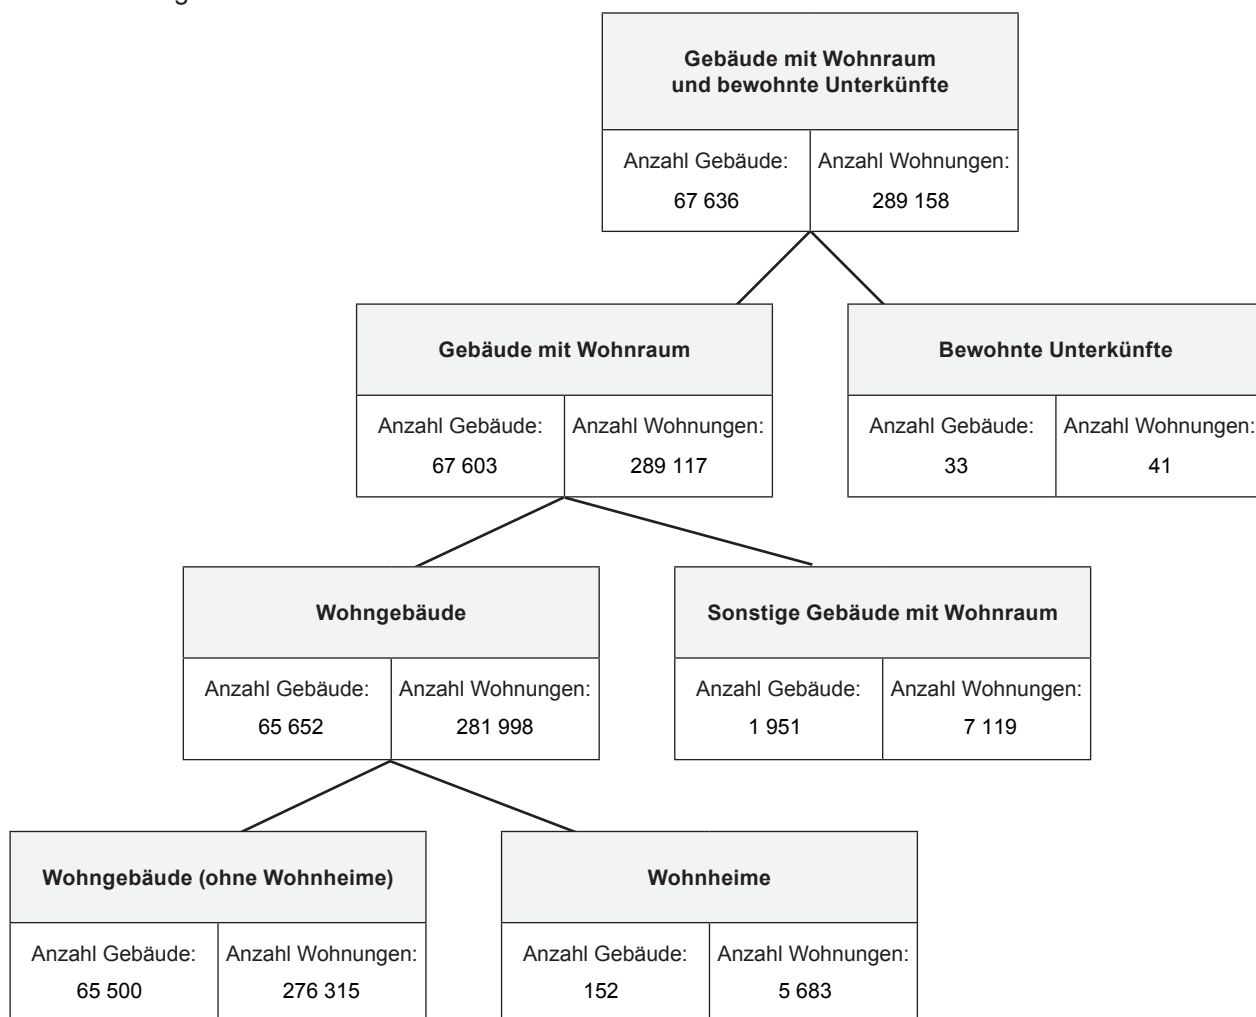 Gebäude mit Wohnraum
und bewohnte Unterkünfte
Anzahl Gebäude: Anzahl Wohnungen:
67 636 289 158
Gebäude mit Wohnraum
Anzahl Gebäude: Anzahl Wohnungen:
67 603 289 117
Bewohnte Unterkünfte
Anzahl Gebäude: Anzahl Wohnungen:
33 41
Wohngebäude
Anzahl Gebäude: Anzahl Wohnungen:
65 652 281 998
Sonstige Gebäude mit Wohnraum
Anzahl Gebäude: Anzahl Wohnungen:
1 951 7 119
Wohngebäude (ohne Wohnheime)
Anzahl Gebäude: Anzahl Wohnungen:
65 500 276 315
Wohnheime
Anzahl Gebäude: Anzahl Wohnungen:
152 5 683